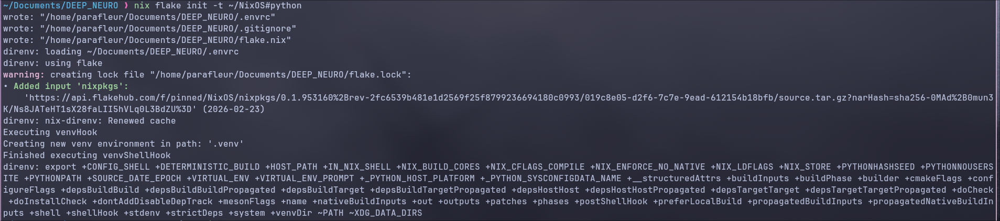 ~/Documents/DEEP_NEURO ❯ nix flake init -t ~/NixOS#python
wrote: "/home/parafleur/Documents/DEEP_NEURO/.envrc"
wrote: "/home/parafleur/Documents/DEEP_NEURO/.gitignore"
wrote: "/home/parafleur/Documents/DEEP_NEURO/flake.nix"
direnv: loading ~/Documents/DEEP_NEURO/.envrc
direnv: using flake
warning: creating lock file "/home/parafleur/Documents/DEEP_NEURO/flake.lock":
• Added input 'nixpkgs':
    'https://api.flakehub.com/f/pinned/NixOS/nixpkgs/0.1.953160%2Brev-2fc6539b481e1d2569f25f8799236694180c0993/019c8e05-d2f6-7c7e-9ead-612154b18bfb/source.tar.gz?narHash=sha256-0MAd%2B0mun3
K/Ns8JATeHT1sX28faLII5hVLq0L3BdZU%3D' (2026-02-23)
direnv: nix-direnv: Renewed cache
Executing venvHook
Creating new venv environment in path: '.venv'
Finished executing venvShellHook
direnv: export +CONFIG_SHELL +DETERMINISTIC_BUILD +HOST_PATH +IN_NIX_SHELL +NIX_BUILD_CORES +NIX_CFLAGS_COMPILE +NIX_ENFORCE_NO_NATIVE +NIX_LDFLAGS +NIX_STORE +PYTHONHASHSEED +PYTHONNOUSERS
ITE +PYTHONPATH +SOURCE_DATE_EPOCH +VIRTUAL_ENV +VIRTUAL_ENV_PROMPT +_PYTHON_HOST_PLATFORM +_PYTHON_SYSCONFIGDATA_NAME +__structuredAttrs +buildInputs +buildPhase +builder +cmakeFlags +conf
igureFlags +depsBuildBuild +depsBuildBuildPropagated +depsBuildTarget +depsBuildTargetPropagated +depsHostHost +depsHostHostPropagated +depsTargetTarget +depsTargetTargetPropagated +doCheck
 +doInstallCheck +dontAddDisableDepTrack +mesonFlags +name +nativeBuildInputs +out +outputs +patches +phases +postShellHook +preferLocalBuild +propagatedBuildInputs +propagatedNativeBuildIn
puts +shell +shellHook +stdenv +strictDeps +system +venvDir ~PATH ~XDG_DATA_DIRS